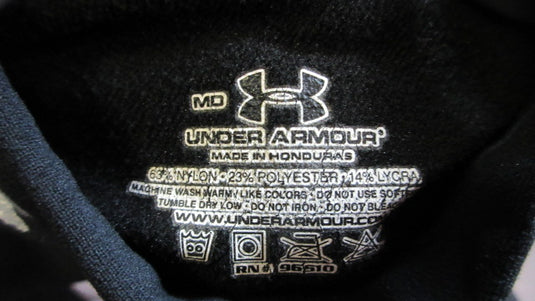 MD
UNDER ARMOUR®
MADE IN HONDURAS
63% NYLON • 23% POLYESTER • 14% LYCRA
MACHINE WASH WARM / LIKE COLORS • DO NOT USE SOFT
TUMBLE DRY LOW • DO NOT IRON • DO NOT BLEAC
WWW.UNDERARMOUR.CO
RN#: 96510